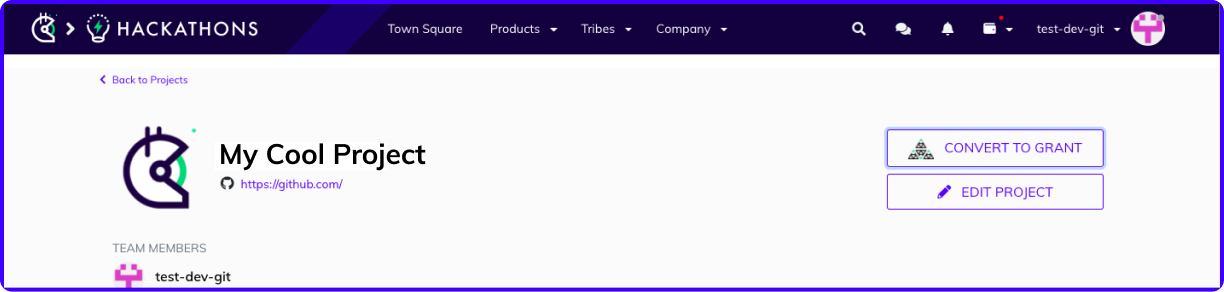 HACKATHONS Town Square Products Tribes Company test-dev-git
Back to Projects
My Cool Project
https://github.com/
CONVERT TO GRANT
EDIT PROJECT
TEAM MEMBERS
test-dev-git